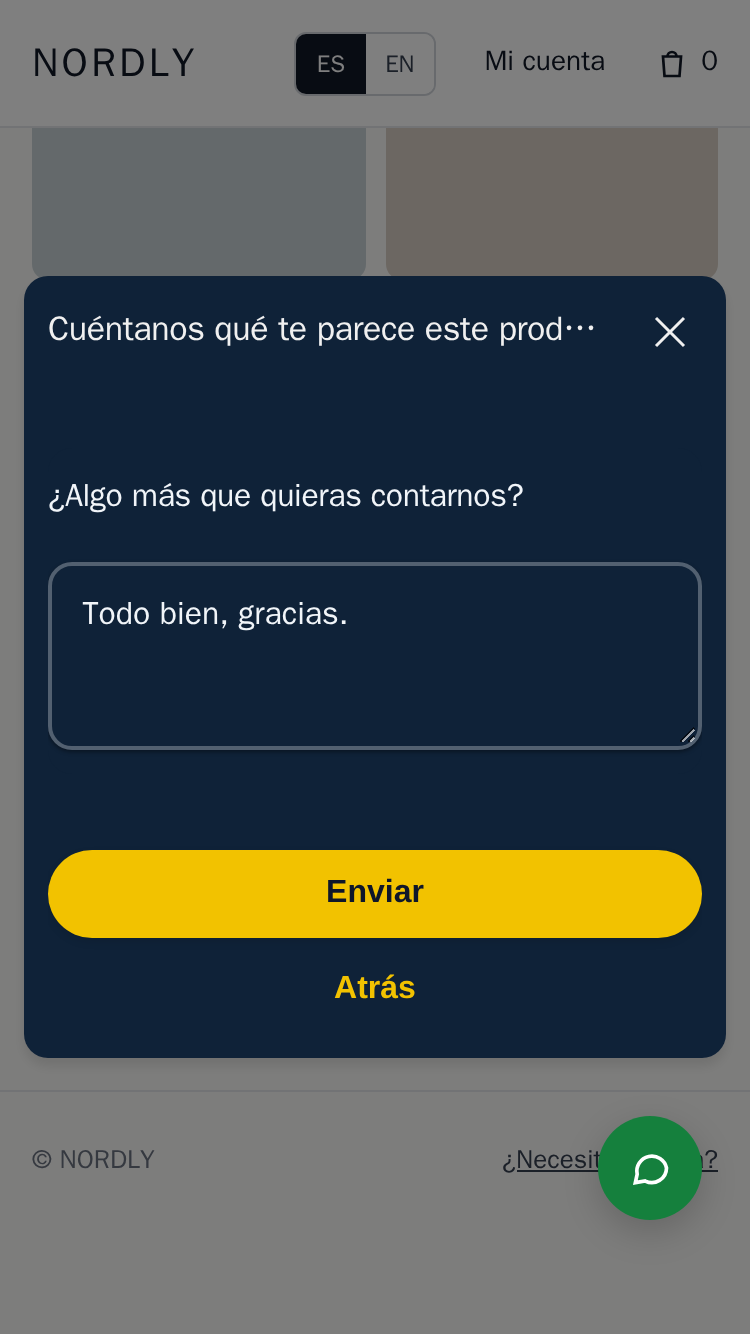 NORDLY
ES
EN
Mi cuenta
0
Cuéntanos qué te parece este prod···
¿Algo más que quieras contarnos?
Todo bien, gracias.
Enviar
Atrás
© NORDLY
¿Necesit ?